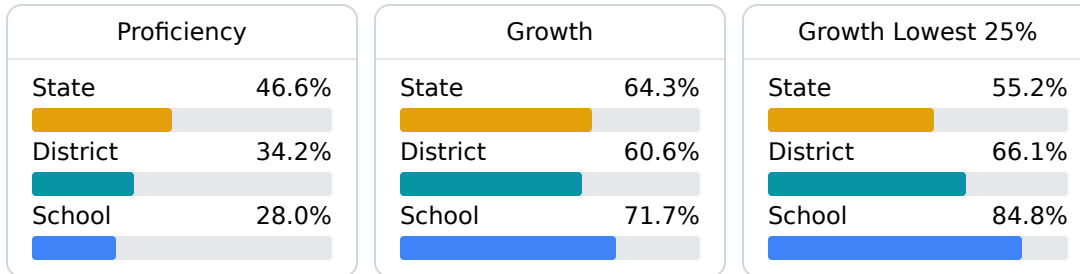 Proficiency
State 46.6%
District 34.2%
School 28.0%
Growth
State 64.3%
District 60.6%
School 71.7%
Growth Lowest 25%
State 55.2%
District 66.1%
School 84.8%